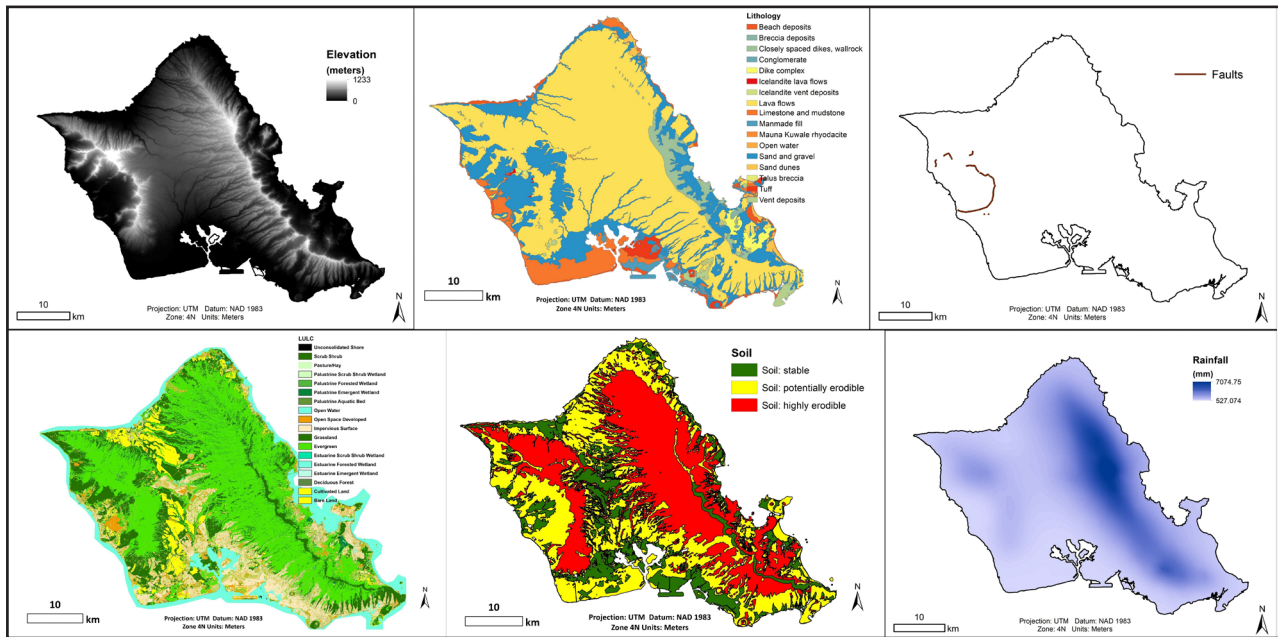 Elevation
(meters)
1233
0
10
km
Projection: UTM Datum: NAD 1983
Zone: 4N Units: Meters
N
Lithology
Beach deposits
Breccia deposits
Closely spaced dikes, wallrock
Conglomerate
Dike complex
Icelandite lava flows
Icelandite vent deposits
Lava flows
Limestone and mudstone
Manmade fill
Mauna Kuwale rhyodacite
Open water
Sand and gravel
Sand dunes
Talus breccia
Tuff
Vent deposits
10
km
Projection: UTM Datum: NAD 1983
Zone 4N Units: Meters
N
Faults
10
km
Projection: UTM Datum: NAD 1983
Zone: 4N Units: Meters
N
LULC
Unconsolidated Shore
Scrub Shrub
Pasture/Hay
Palustrine Scrub Shrub Wetland
Palustrine Forested Wetland
Palustrine Emergent Wetland
Palustrine Aquatic Bed
Open Water
Open Space Developed
Impervious Surface
Grassland
Evergreen
Estuarine Scrub Shrub Wetland
Estuarine Forested Wetland
Estuarine Emergent Wetland
Deciduous Forest
Cultivated Land
Bare Land
10
km
Projection: UTM Datum: NAD 1983
Zone 4N Units: Meters
N
Soil
Soil: stable
Soil: potentially erodible
Soil: highly erodible
10
km
Projection: UTM Datum: NAD 1983
Zone 4N Units: Meters
N
Rainfall
(mm)
7074.75
527.074
10
km
Projection: UTM Datum: NAD 1983
Zone: 4N Units: Meters
N